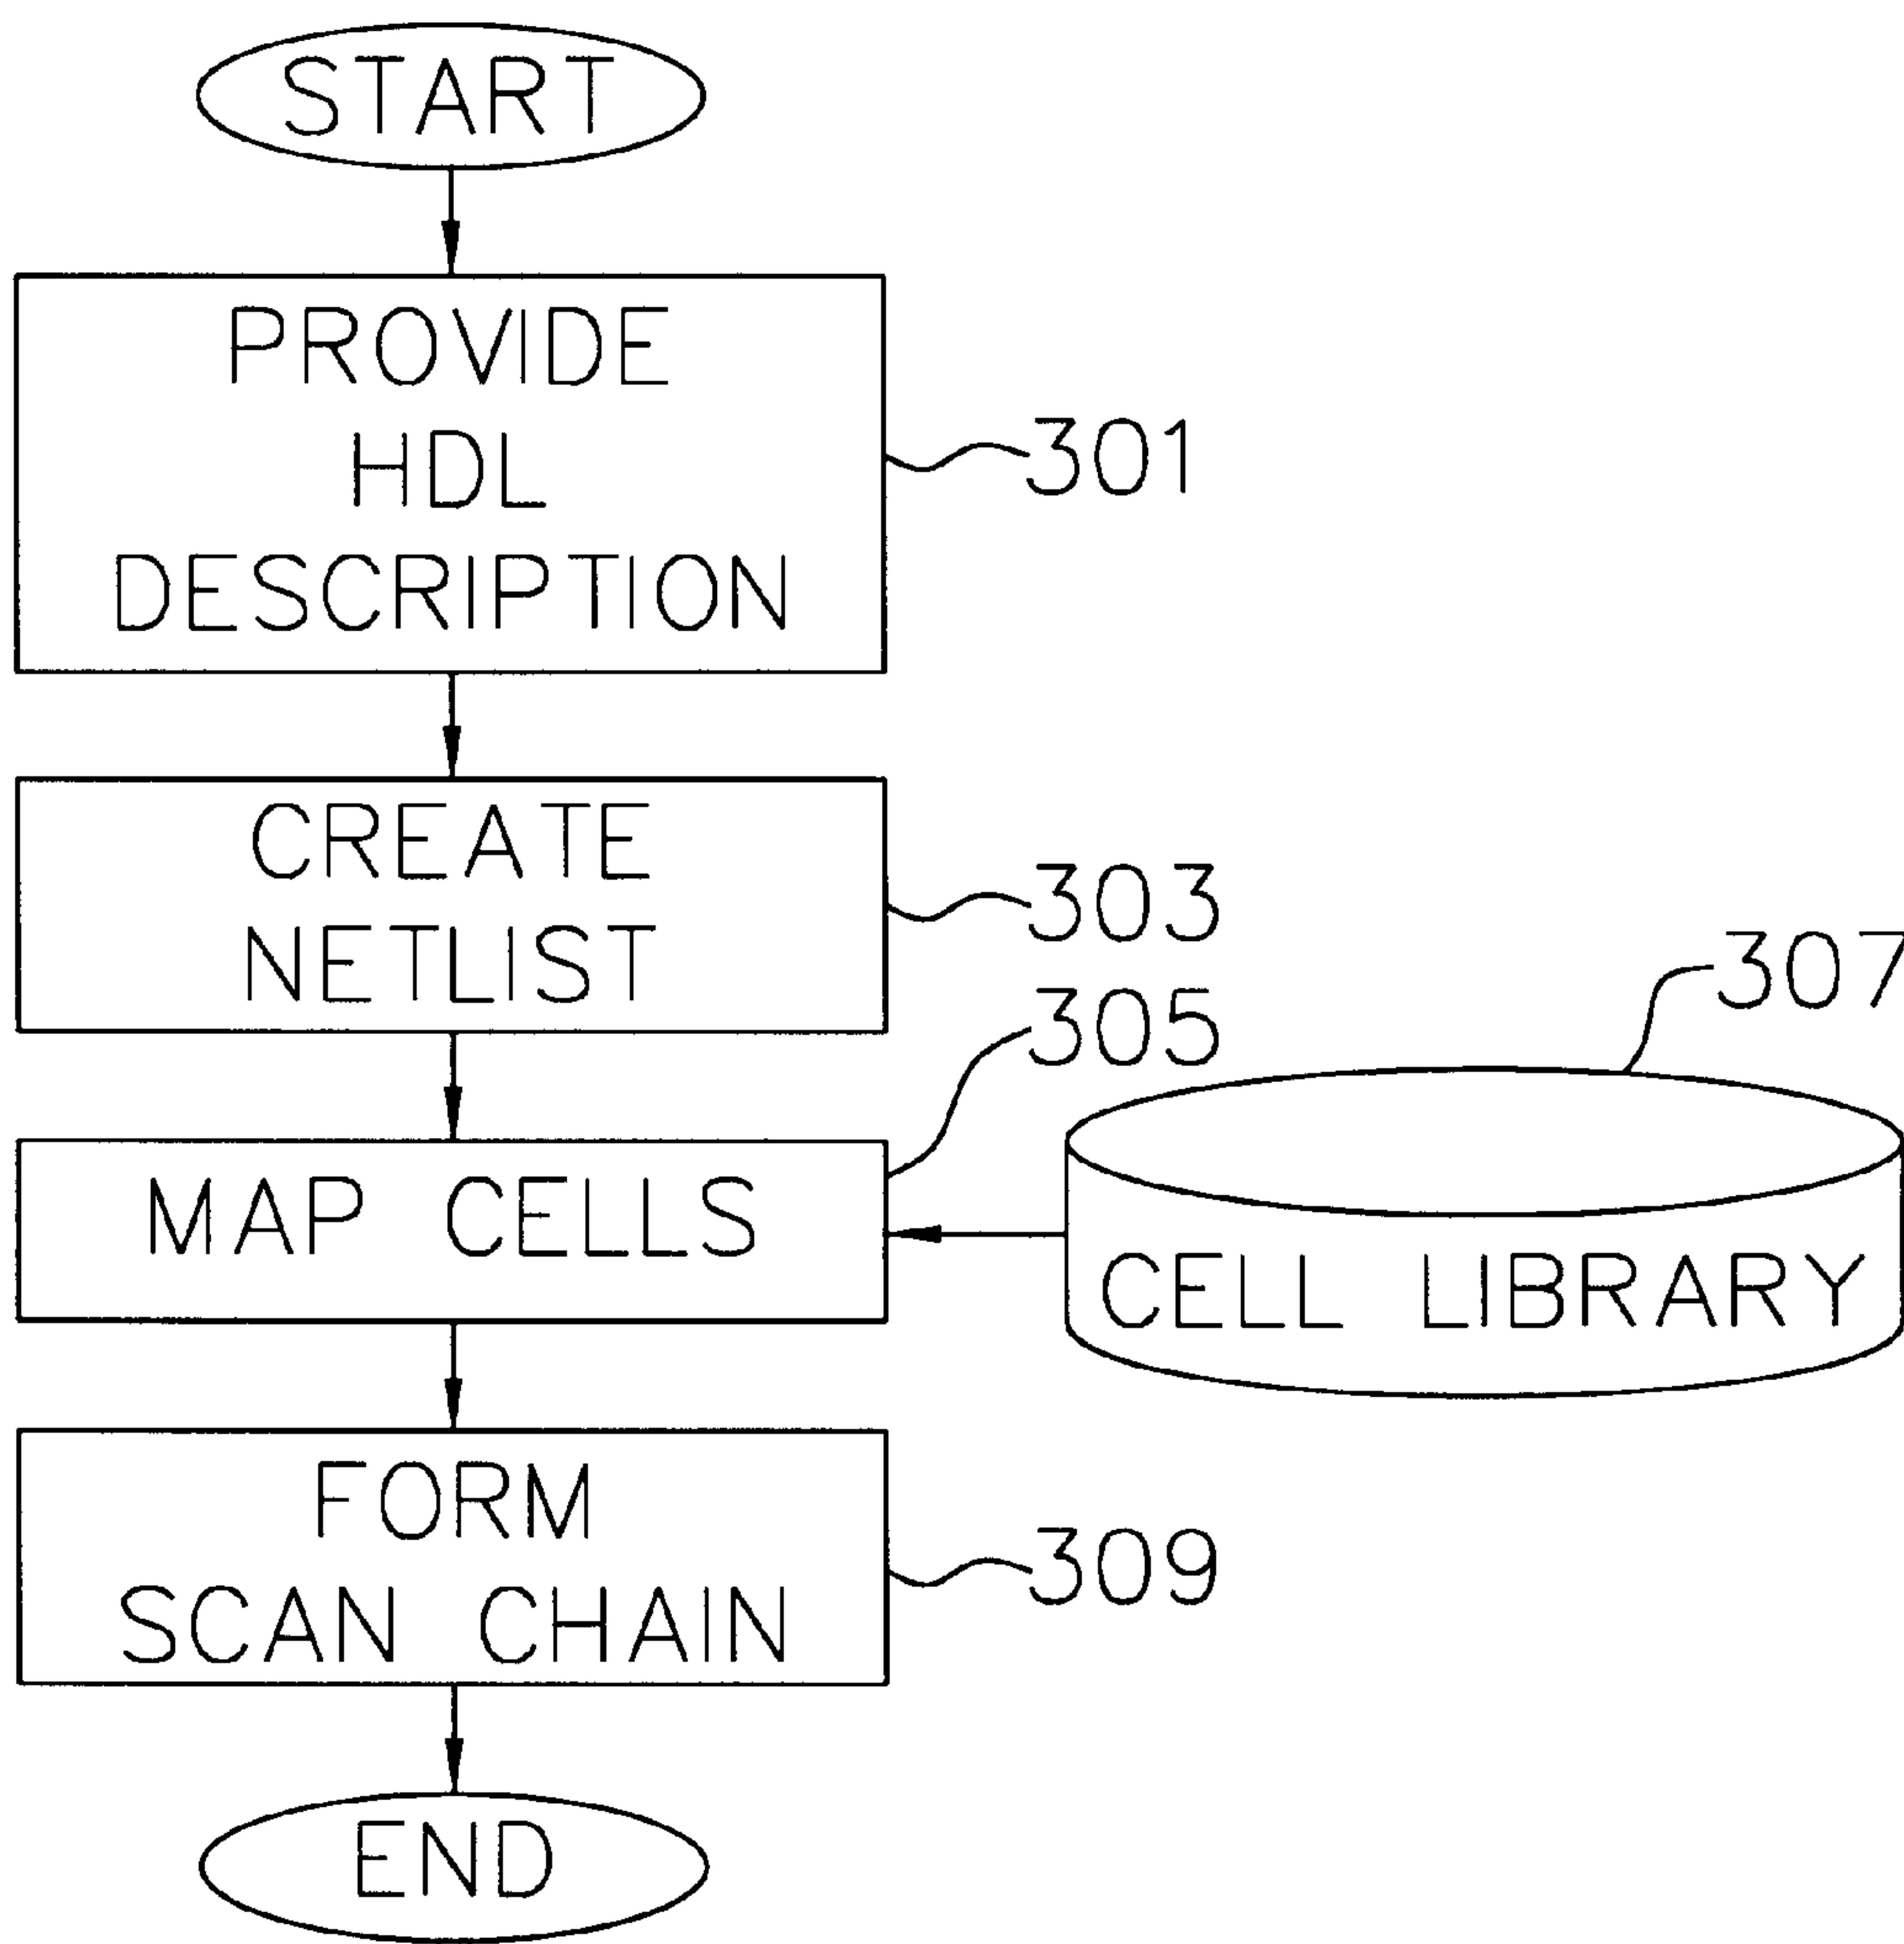 START
PROVIDE
HDL
DESCRIPTION
301
CREATE
NETLIST
303
305
307
MAP CELLS
CELL LIBRARY
FORM
SCAN CHAIN
309
END